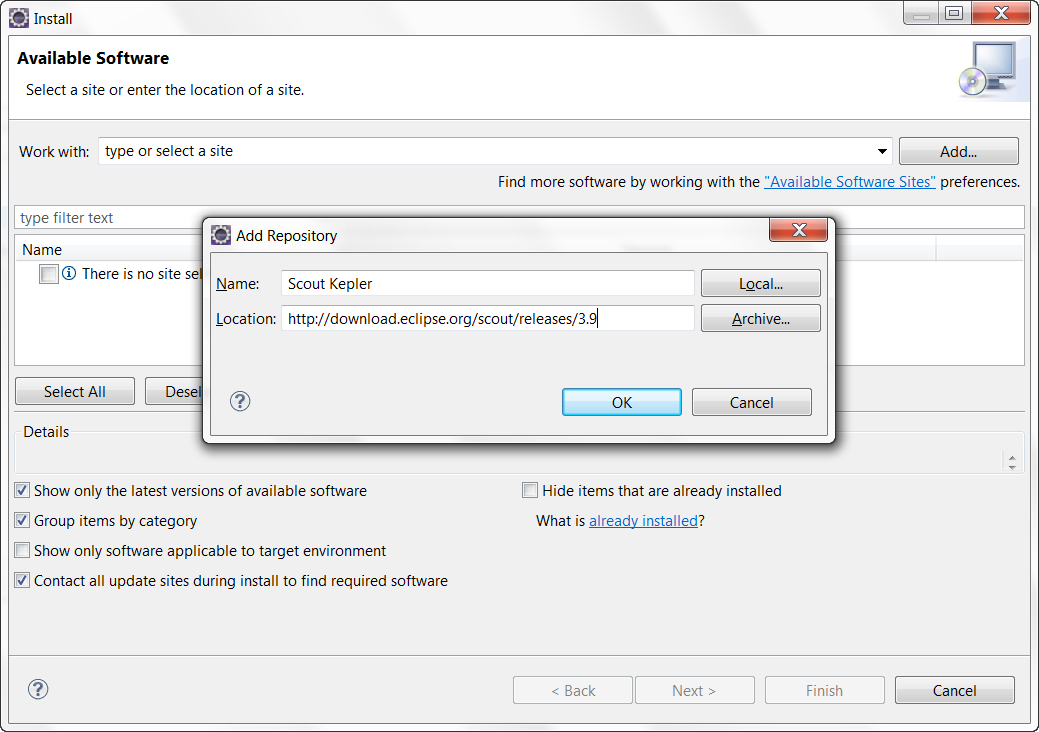 Install
Available Software
Select a site or enter the location of a site.
Work with: type or select a site Add...
Find more software by working with the "Available Software Sites" preferences.
type filter text
Add Repository
Name
There is no site sel
Name: Scout Kepler Local...
Location: http://download.eclipse.org/scout/releases/3.9 Archive...
Select All Desel
OK Cancel
Details
Show only the latest versions of available software Hide items that are already installed
Group items by category What is already installed?
Show only software applicable to target environment
Contact all update sites during install to find required software
< Back Next > Finish Cancel